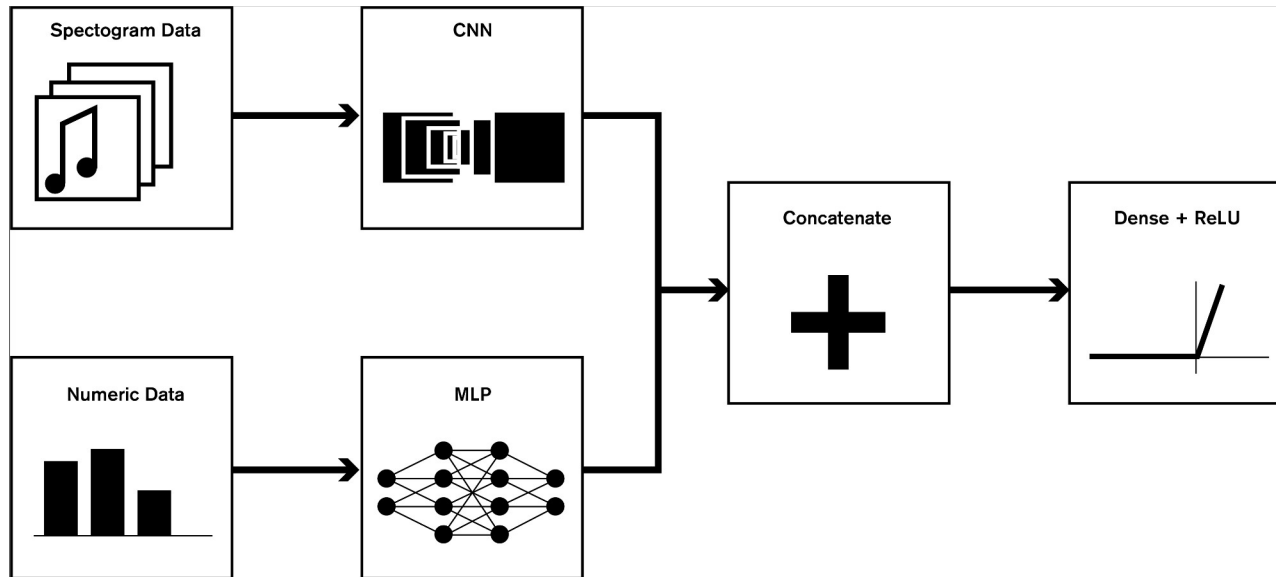 Spectogram Data
CNN
Concatenate
Dense + ReLU
Numeric Data
MLP